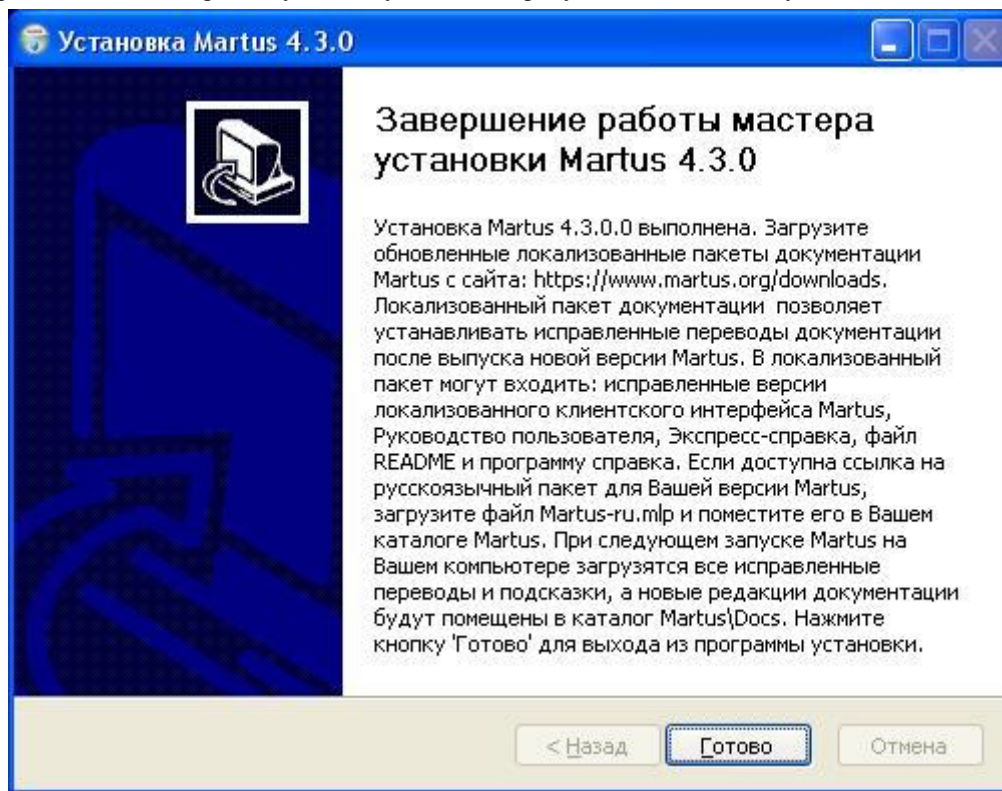 Установка Martus 4.3.0
Завершение работы мастера
установки Martus 4.3.0
Установка Martus 4.3.0.0 выполнена. Загрузите
обновленные локализованные пакеты документации
Martus с сайта: https://www.martus.org/downloads.
Локализованный пакет документации позволяет
устанавливать исправленные переводы документации
после выпуска новой версии Martus. В локализованный
пакет могут входить: исправленные версии
локализованного клиентского интерфейса Martus,
Руководство пользователя, Экспресс-справка, файл
README и программу справка. Если доступна ссылка на
русскоязычный пакет для Вашей версии Martus,
загрузите файл Martus-ru.mlp и поместите его в Вашем
каталоге Martus. При следующем запуске Martus на
Вашем компьютере загрузятся все исправленные
переводы и подсказки, а новые редакции документации
будут помещены в каталог Martus\Docs. Нажмите
кнопку 'Готово' для выхода из программы установки.
< Назад Готово Отмена